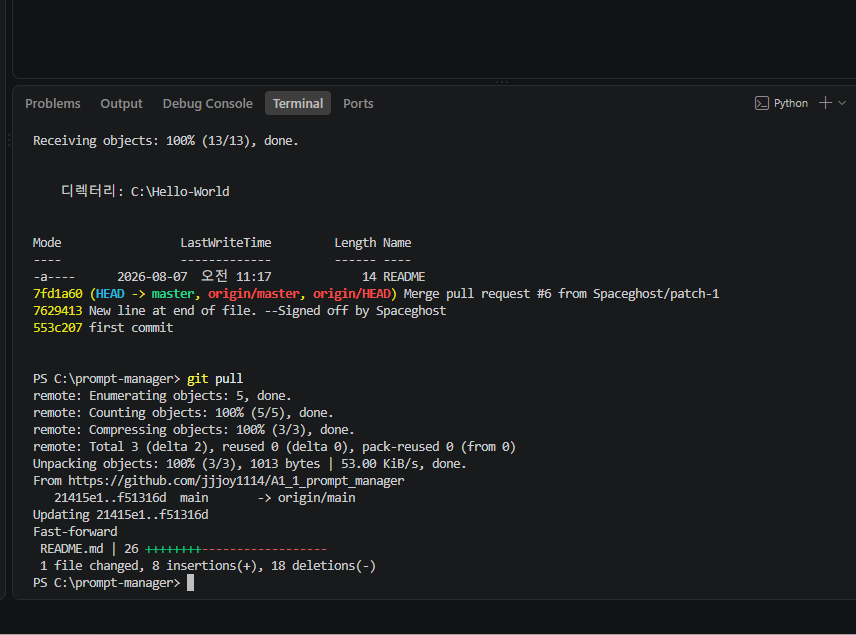 Problems Output Debug Console Terminal Ports Python
Receiving objects: 100% (13/13), done.
디렉터리: C:\Hello-World
Mode LastWriteTime Length Name
---- ------------- ------ ----
-a---- 2026-08-07 오전 11:17 14 README
7fd1a60 (HEAD -> master, origin/master, origin/HEAD) Merge pull request #6 from Spaceghost/patch-1
7629413 New line at end of file. --Signed off by Spaceghost
553c207 first commit
PS C:\prompt-manager> git pull
remote: Enumerating objects: 5, done.
remote: Counting objects: 100% (5/5), done.
remote: Compressing objects: 100% (3/3), done.
remote: Total 3 (delta 2), reused 0 (delta 0), pack-reused 0 (from 0)
Unpacking objects: 100% (3/3), 1013 bytes | 53.00 KiB/s, done.
From https://github.com/jjjoy1114/A1_1_prompt_manager
21415e1..f51316d main -> origin/main
Updating 21415e1..f51316d
Fast-forward
README.md | 26 ++++++++------------------
1 file changed, 8 insertions(+), 18 deletions(-)
PS C:\prompt-manager>